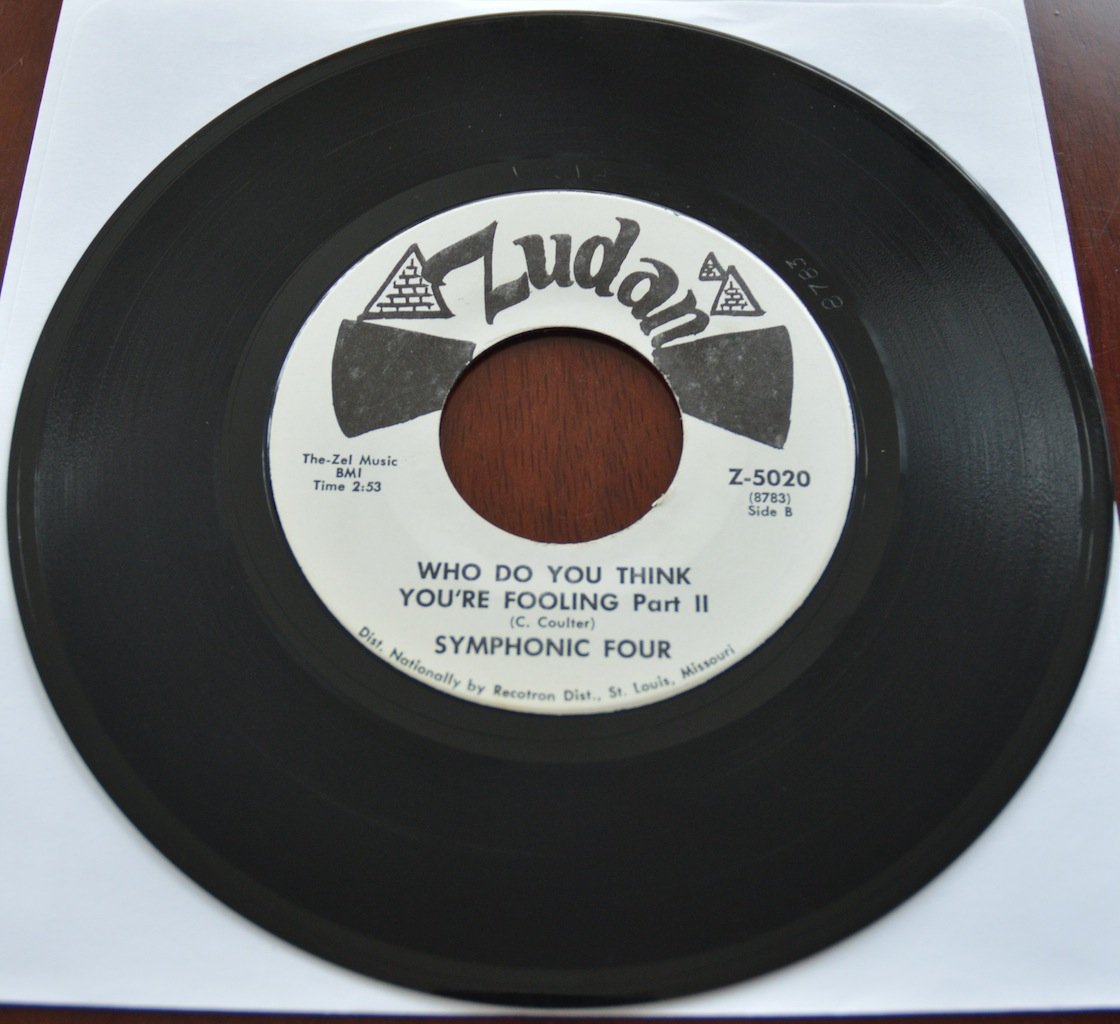 Zudan
The-Zel Music
BMI
Time 2:53
Z-5020
(8783)
Side B
WHO DO YOU THINK
YOU'RE FOOLING Part II
(C. Coulter)
SYMPHONIC FOUR
Dist. Nationally by Recotron Dist., St. Louis, Missouri
8783